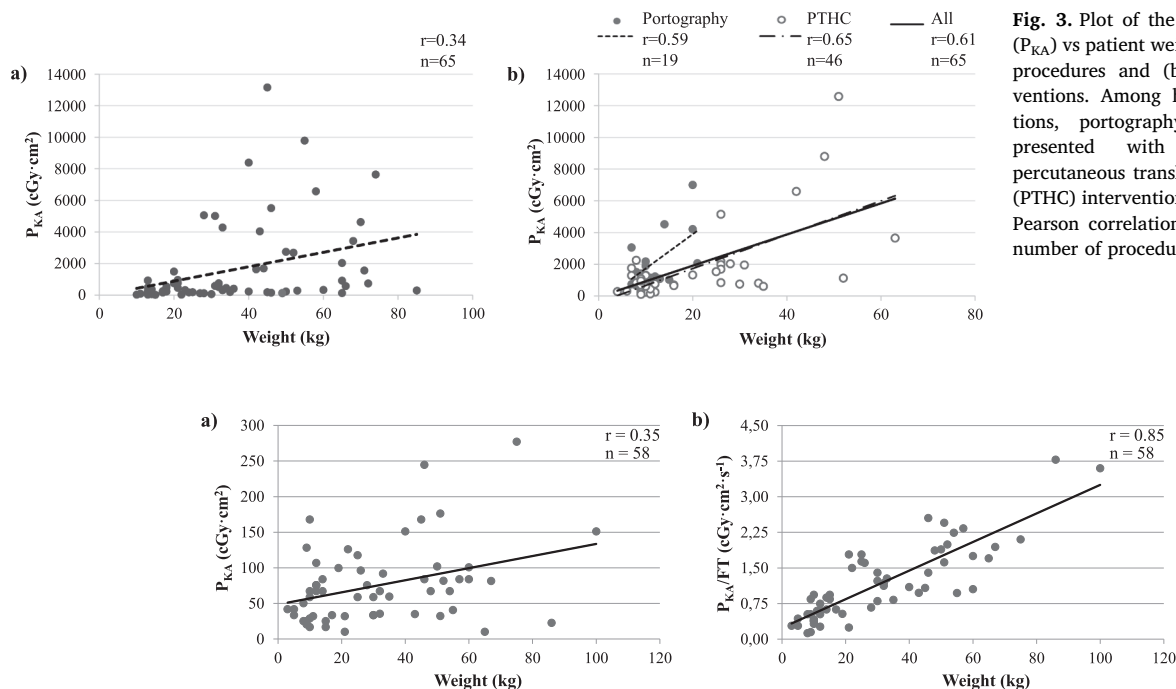 Portography PTHC All
r=0.34 r=0.59 r=0.65 r=0.61
n=65 n=19 n=46 n=65
a) b)
14000 14000
12000 12000
10000 10000
8000 8000
6000 6000
4000 4000
2000 2000
0 0
P_KA (cGy·cm²) P_KA (cGy·cm²)
0 20 40 60 80 100 0 20 40 60 80
Weight (kg) Weight (kg)
Fig. 3. Plot of the
(P_KA) vs patient wei
procedures and (b
ventions. Among h
tions, portography
presented with
percutaneous transl
(PTHC) intervention
Pearson correlation
number of procedur
a) b)
r = 0.35 r = 0.85
n = 58 n = 58
300 4,50
250 3,75
200 3,00
150 2,25
100 1,50
50 0,75
0 0,00
P_KA (cGy·cm²) P_KA/FT (cGy·cm²·s⁻¹)
0 20 40 60 80 100 120 0 20 40 60 80 100 120
Weight (kg) Weight (kg)